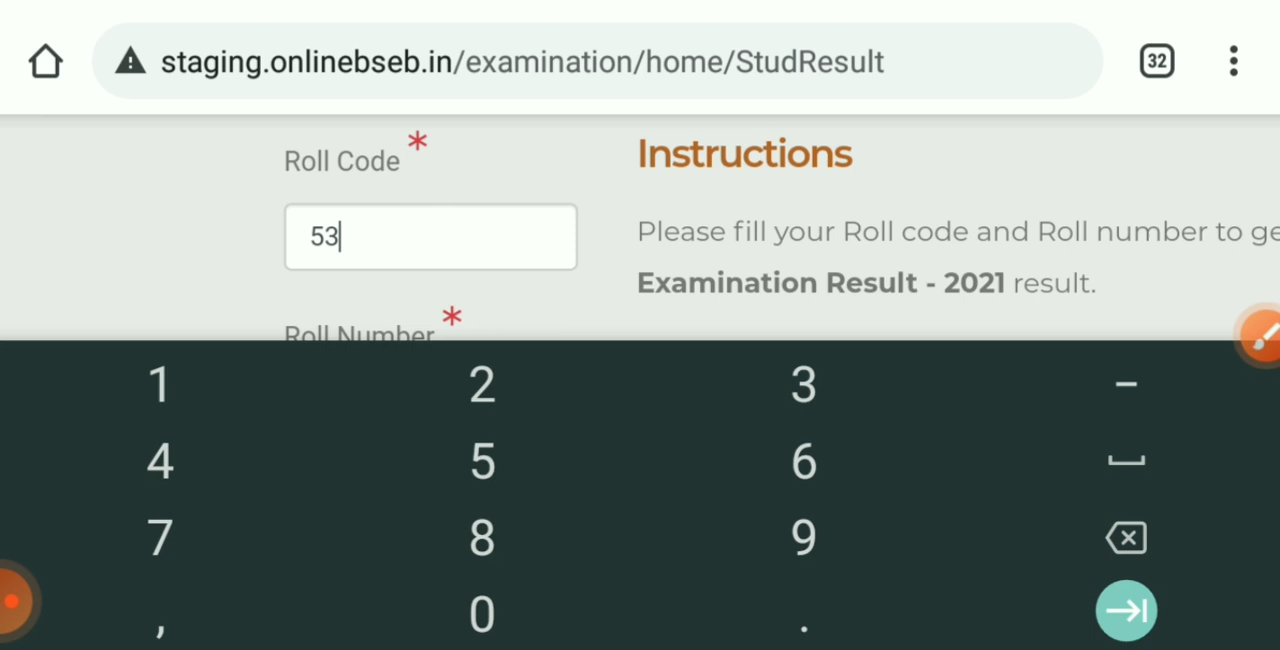 staging.onlinebseb.in/examination/home/StudResult
32
Roll Code *
Instructions
53
Please fill your Roll code and Roll number to ge
Examination Result - 2021 result.
Roll Number *
1 2 3 -
4 5 6
7 8 9
, 0 .